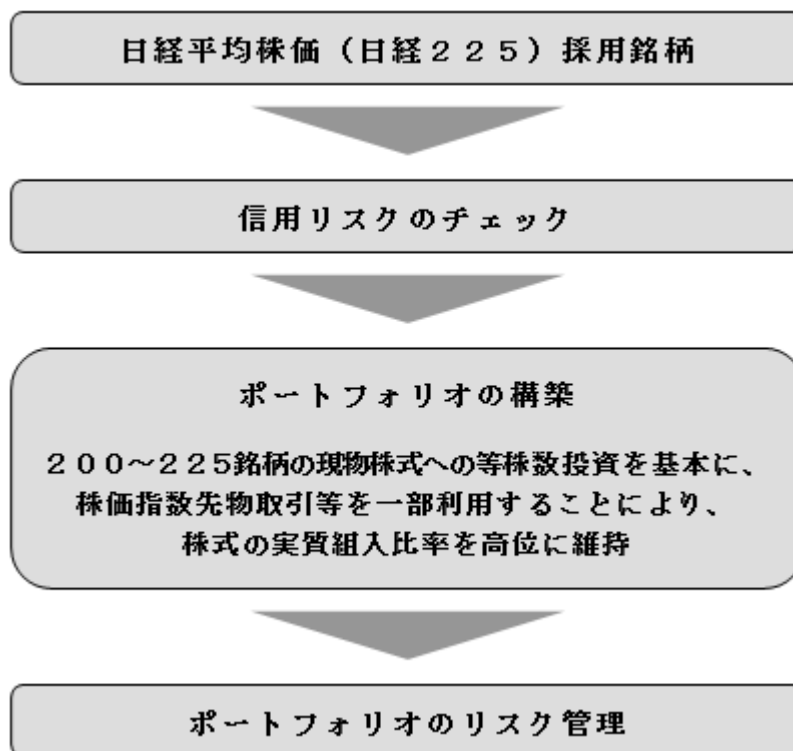 日経平均株価（日経２２５）採用銘柄
信用リスクのチェック
ポートフォリオの構築
２００～２２５銘柄の現物株式への等株数投資を基本に、
株価指数先物取引等を一部利用することにより、
株式の実質組入比率を高位に維持
ポートフォリオのリスク管理